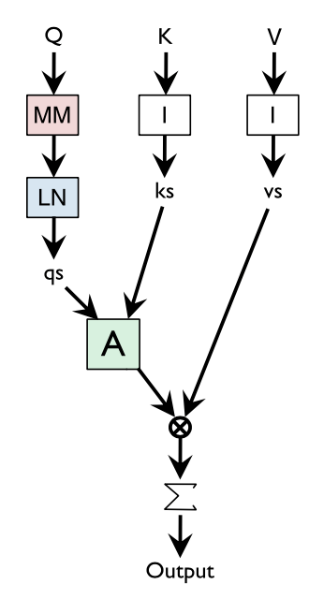 Q K V
MM I I
LN ks vs
qs
A
⊗
Σ
Output